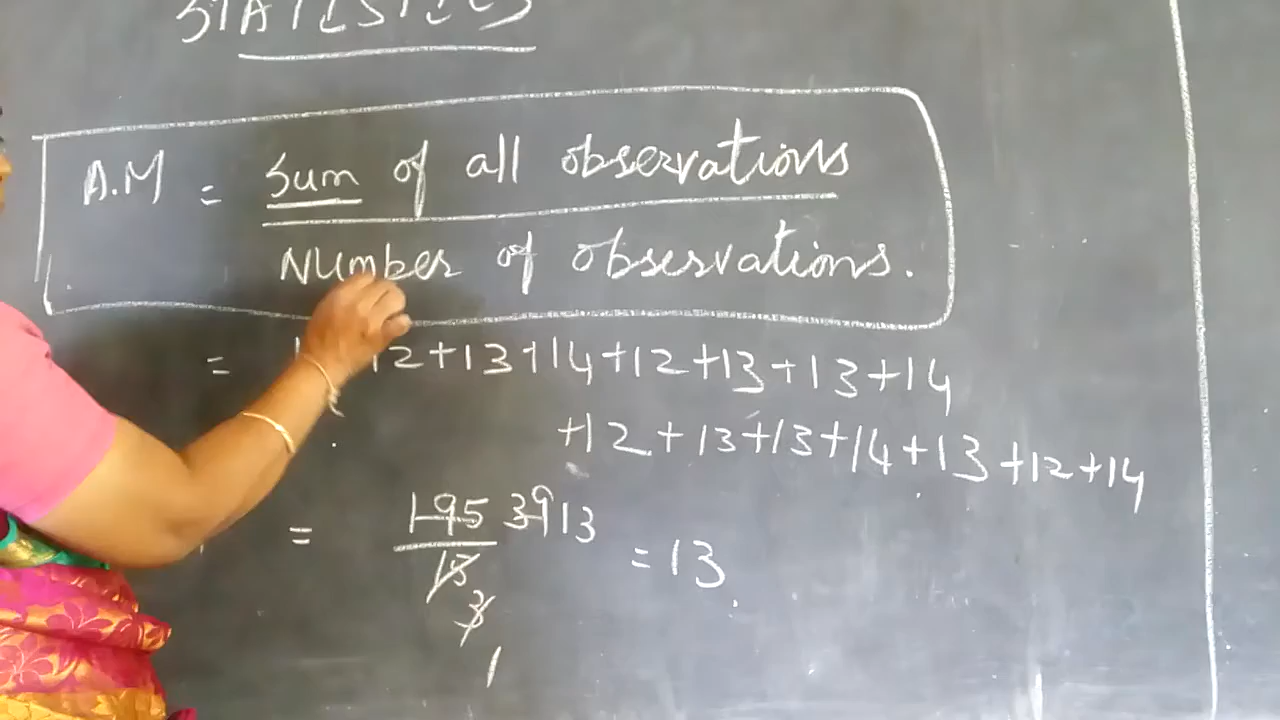 STATISTICS
A.M = Sum of all observations
Number of observations.
= 12+13+14+12+13+13+14
+12+13+13+14+13+12+14
= 195 39 13
15
3
1
= 13